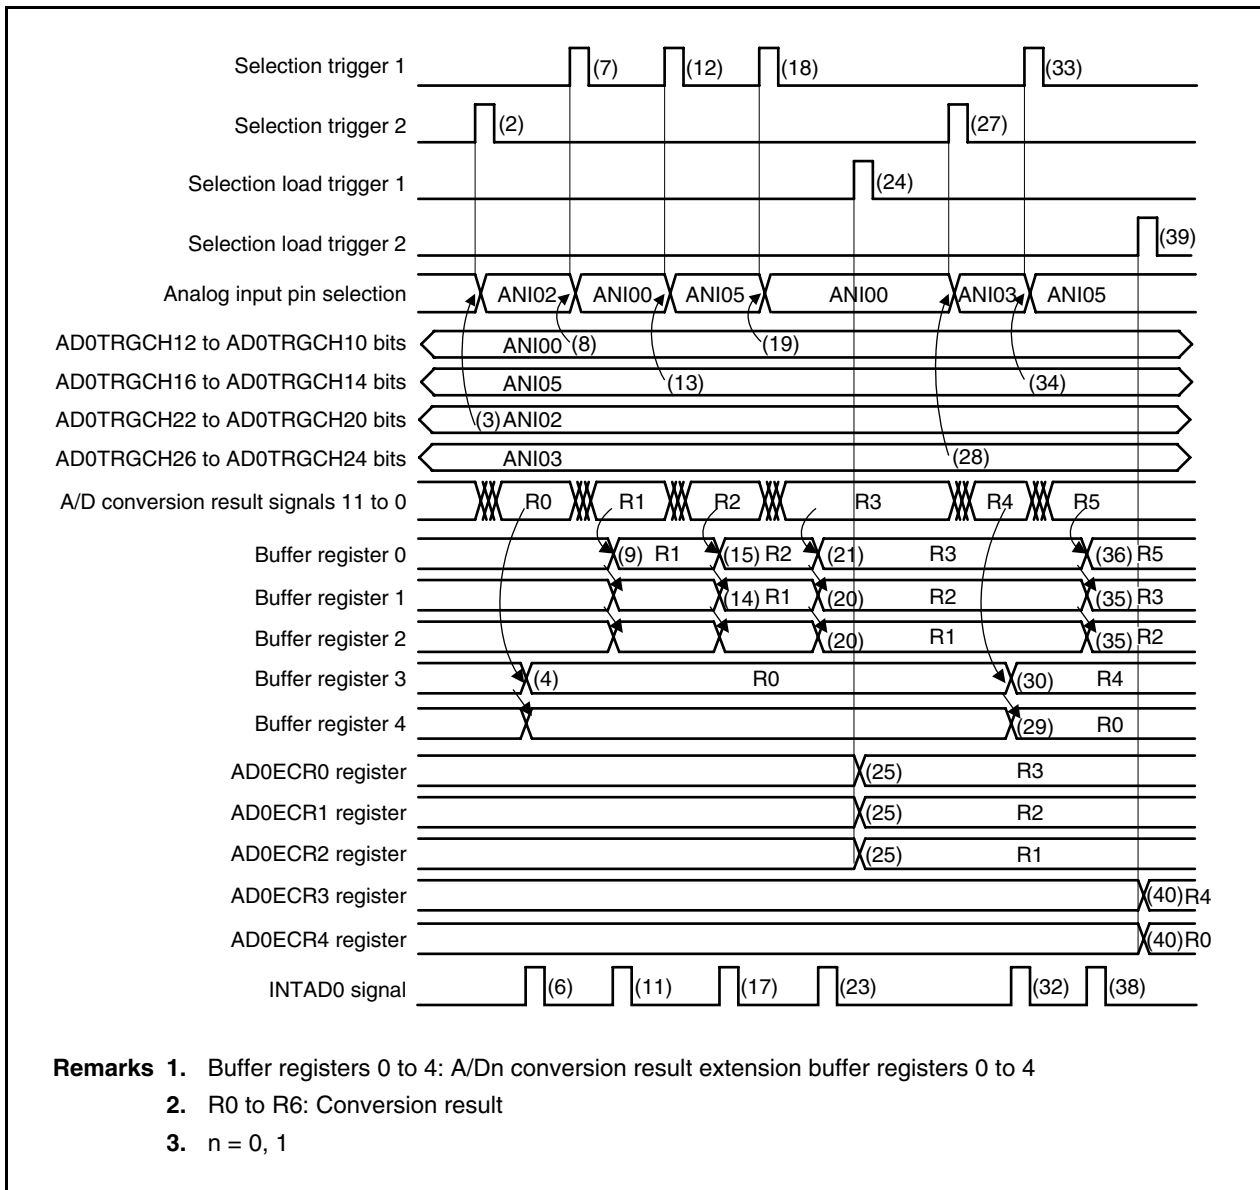 Selection trigger 1 (7) (12) (18) (33)
Selection trigger 2 (2) (27)
Selection load trigger 1 (24)
Selection load trigger 2 (39)
Analog input pin selection ANI02 ANI00 ANI05 ANI00 ANI03 ANI05
AD0TRGCH12 to AD0TRGCH10 bits ANI00 (8) (19)
AD0TRGCH16 to AD0TRGCH14 bits ANI05 (13) (34)
AD0TRGCH22 to AD0TRGCH20 bits (3) ANI02
AD0TRGCH26 to AD0TRGCH24 bits ANI03 (28)
A/D conversion result signals 11 to 0 R0 R1 R2 R3 R4 R5
Buffer register 0 (9) R1 (15) R2 (21) R3 (36) R5
Buffer register 1 (14) R1 (20) R2 (35) R3
Buffer register 2 (20) R1 (35) R2
Buffer register 3 (4) R0 (30) R4
Buffer register 4 (29) R0
AD0ECR0 register (25) R3
AD0ECR1 register (25) R2
AD0ECR2 register (25) R1
AD0ECR3 register (40) R4
AD0ECR4 register (40) R0
INTAD0 signal (6) (11) (17) (23) (32) (38)
Remarks 1. Buffer registers 0 to 4: A/Dn conversion result extension buffer registers 0 to 4
2. R0 to R6: Conversion result
3. n = 0, 1